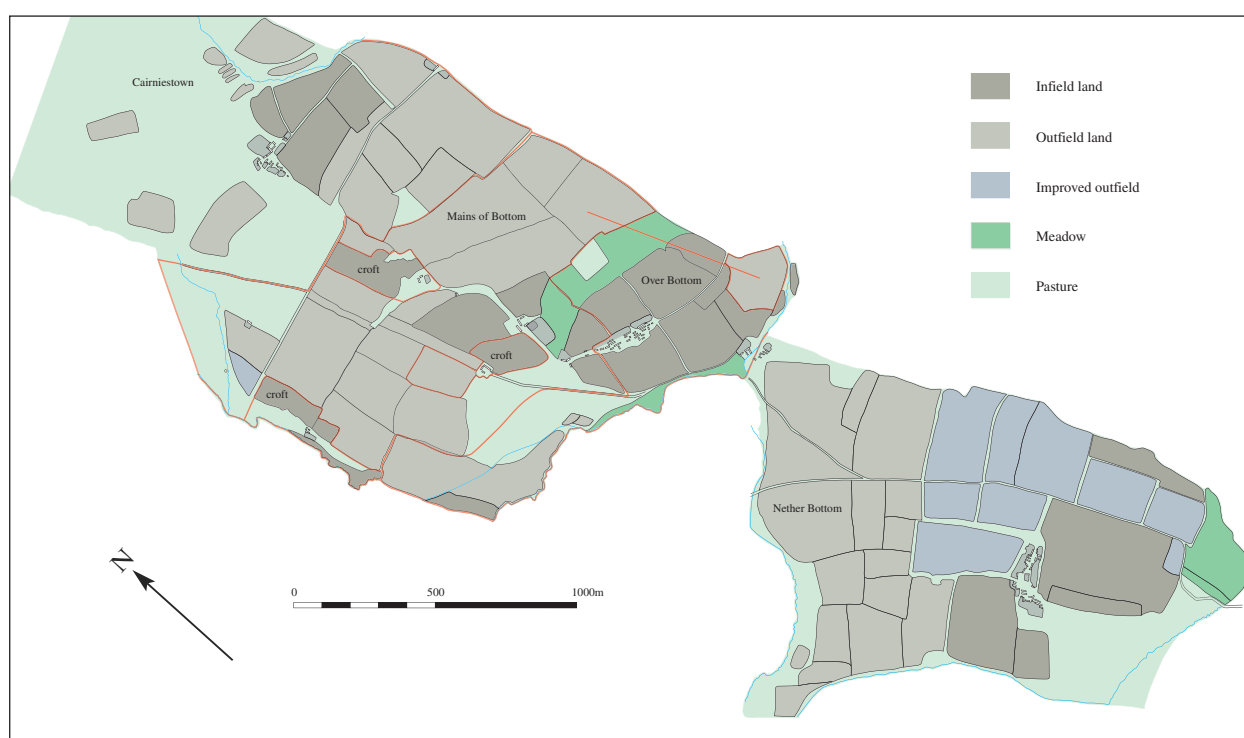 Cairniestown
Infield land
Outfield land
Improved outfield
Meadow
Pasture
Mains of Bottom
croft
Over Bottom
croft
croft
Nether Bottom
N
0 500 1000m